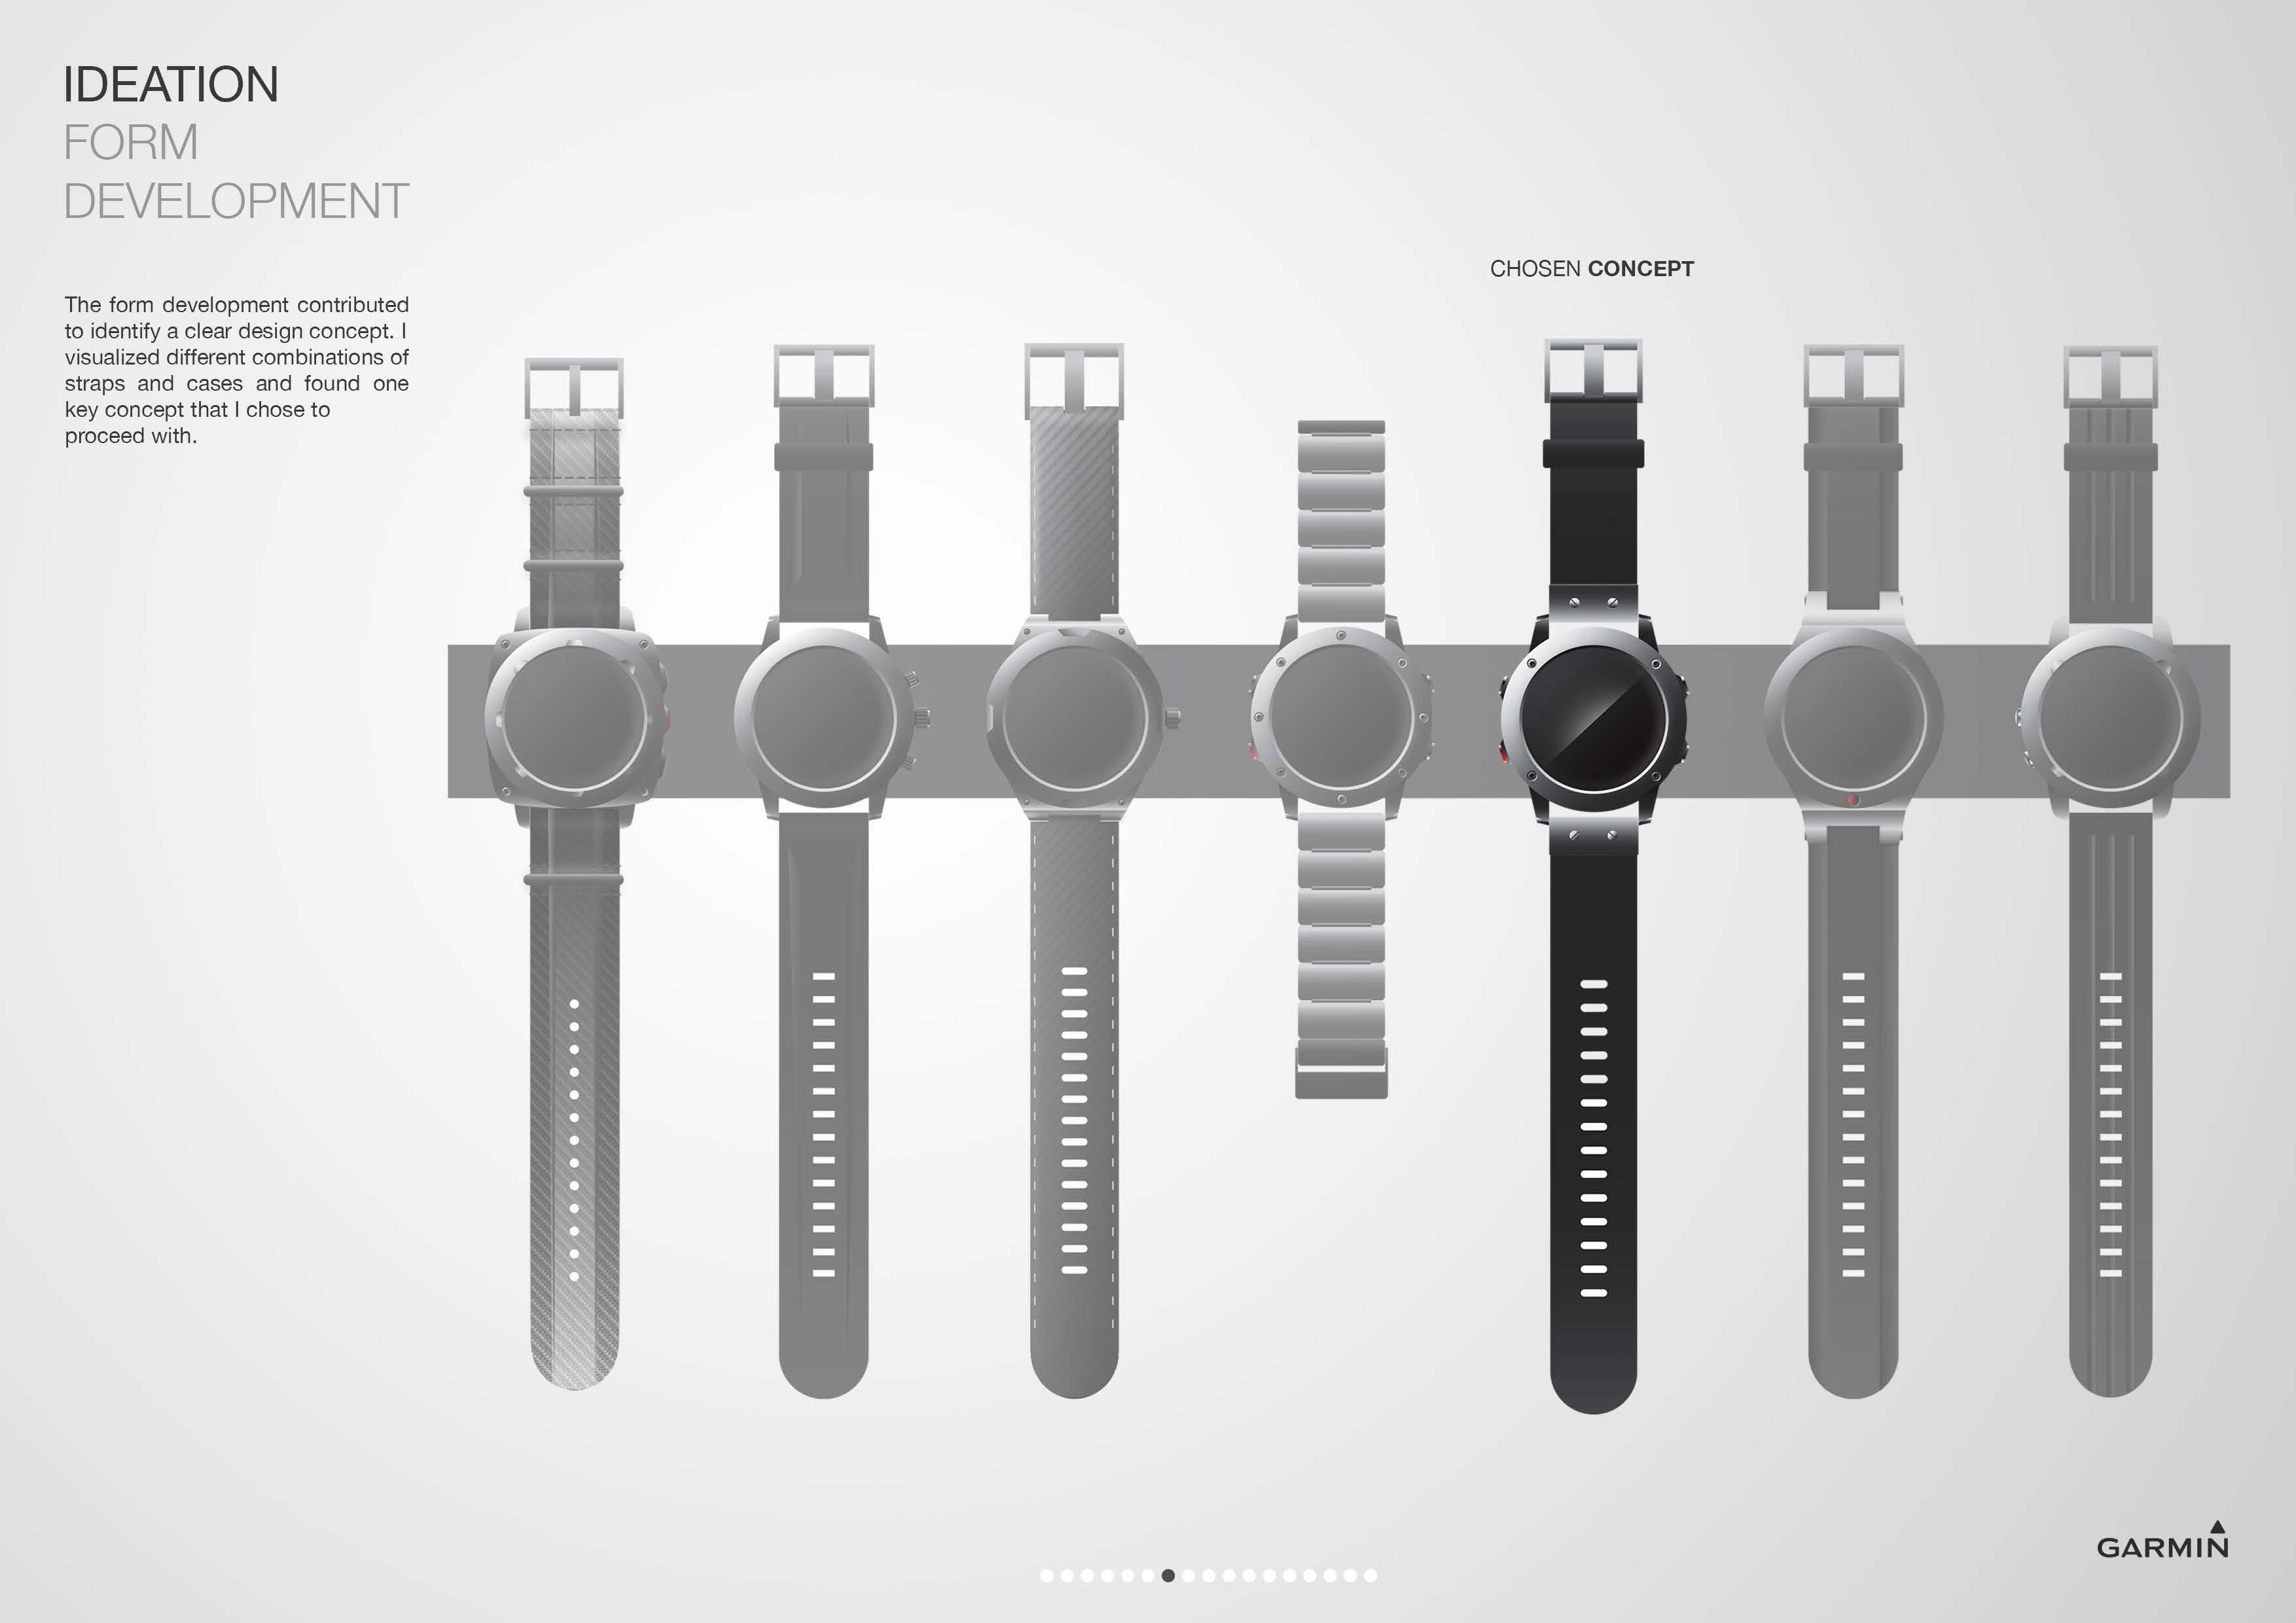 IDEATION
FORM
DEVELOPMENT
The form development contributed
to identify a clear design concept. I
visualized different combinations of
straps and cases and found one
key concept that I chose to
proceed with.
CHOSEN CONCEPT
GARMIN